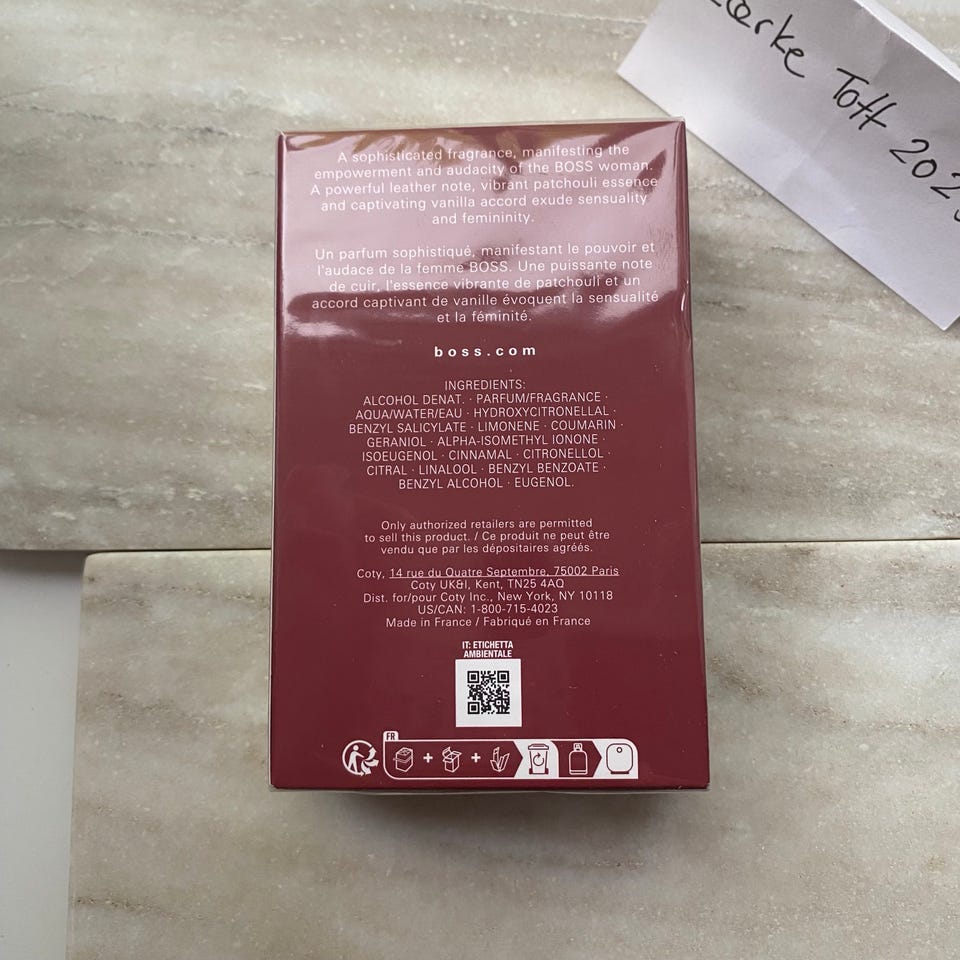 Toft
A sophisticated fragrance, manifesting the
empowerment and audacity of the BOSS woman.
A powerful leather note, vibrant patchouli essence
and captivating vanilla accord exude sensuality
and femininity.
Un parfum sophistiqué, manifestant le pouvoir et
l'audace de la femme BOSS. Une puissante note
de cuir, l'essence vibrante de patchouli et un
accord captivant de vanille évoquent la sensualité
et la féminité.
boss.com
INGREDIENTS:
ALCOHOL DENAT. · PARFUM/FRAGRANCE ·
AQUA/WATER/EAU · HYDROXYCITRONELLAL ·
BENZYL SALICYLATE · LIMONENE · COUMARIN ·
GERANIOL · ALPHA-ISOMETHYL IONONE ·
ISOEUGENOL · CINNAMAL · CITRONELLOL ·
CITRAL · LINALOOL · BENZYL BENZOATE ·
BENZYL ALCOHOL · EUGENOL.
Only authorized retailers are permitted
to sell this product. / Ce produit ne peut être
vendu que par les dépositaires agréés.
Coty, 14 rue du Quatre Septembre, 75002 Paris
Coty UK&I, Kent, TN25 4AQ
Dist. for/pour Coty Inc., New York, NY 10118
US/CAN: 1-800-715-4023
Made in France / Fabriqué en France
IT: ETICHETTA
AMBIENTALE
FR